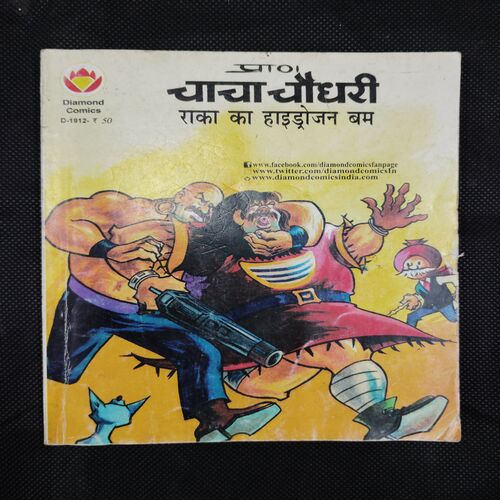 प्राण
चाचा चौधरी
राका का हाइड्रोजन बम
Diamond
Comics
D-1912- ₹ 50
www.facebook.com/diamondcomicsfanpage
www.twitter.com/diamondcomicsfn
www.diamondcomicsindia.com